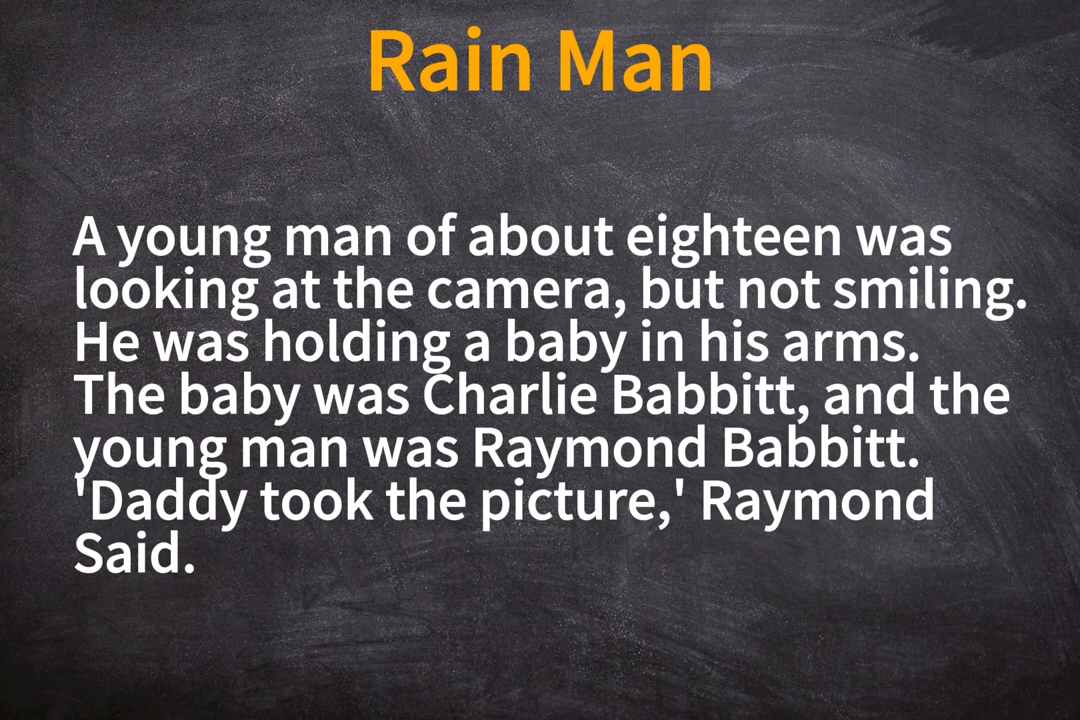 Rain Man
A young man of about eighteen was
looking at the camera, but not smiling.
He was holding a baby in his arms.
The baby was Charlie Babbitt, and the
young man was Raymond Babbitt.
'Daddy took the picture,' Raymond
Said.